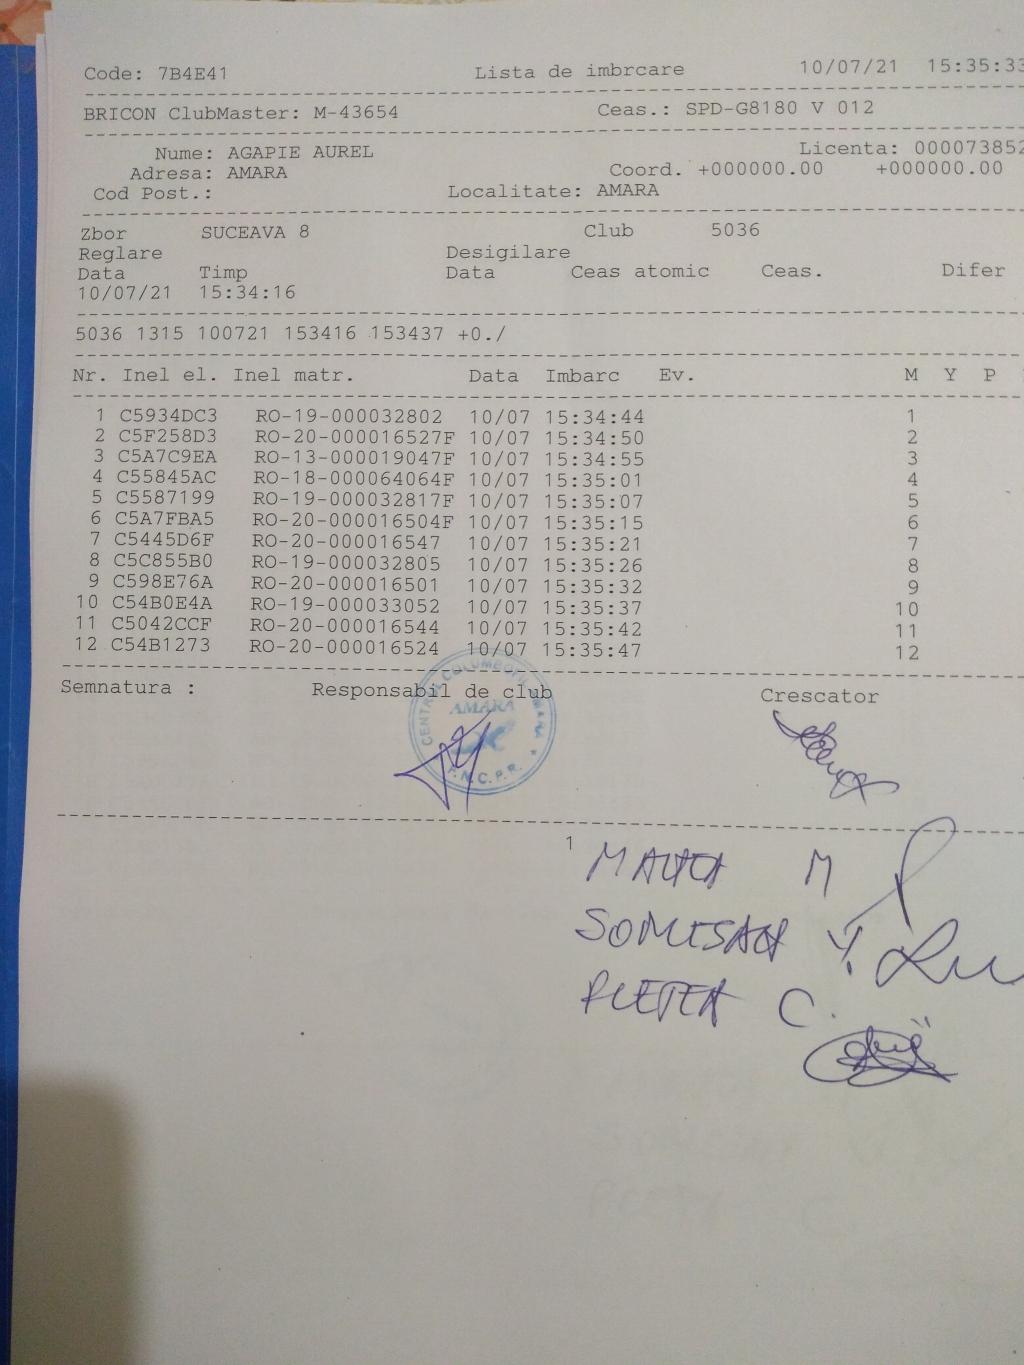 Code: 7B4E41 Lista de imbrcare 10/07/21 15:35:33
BRICON ClubMaster: M-43654 Ceas.: SPD-G8180 V 012
Nume: AGAPIE AUREL Licenta: 000073852
Adresa: AMARA Coord. +000000.00 +000000.00
Cod Post.: Localitate: AMARA
Zbor SUCEAVA 8 Club 5036
Reglare Desigilare
Data Timp Data Ceas atomic Ceas. Difer
10/07/21 15:34:16
5036 1315 100721 153416 153437 +0./
Nr. Inel el. Inel matr. Data Imbarc Ev. M Y P
1 C5934DC3 RO-19-000032802 10/07 15:34:44 1
2 C5F258D3 RO-20-000016527F 10/07 15:34:50 2
3 C5A7C9EA RO-13-000019047F 10/07 15:34:55 3
4 C55845AC RO-18-000064064F 10/07 15:35:01 4
5 C5587199 RO-19-000032817F 10/07 15:35:07 5
6 C5A7FBA5 RO-20-000016504F 10/07 15:35:15 6
7 C5445D6F RO-20-000016547 10/07 15:35:21 7
8 C5C855B0 RO-19-000032805 10/07 15:35:26 8
9 C598E76A RO-20-000016501 10/07 15:35:32 9
10 C54B0E4A RO-19-000033052 10/07 15:35:37 10
11 C5042CCF RO-20-000016544 10/07 15:35:42 11
12 C54B1273 RO-20-000016524 10/07 15:35:47 12
Semnatura : Responsabil de club Crescator
AMARA
F.N.C.P.R.
1
M
SOMESAN
C.